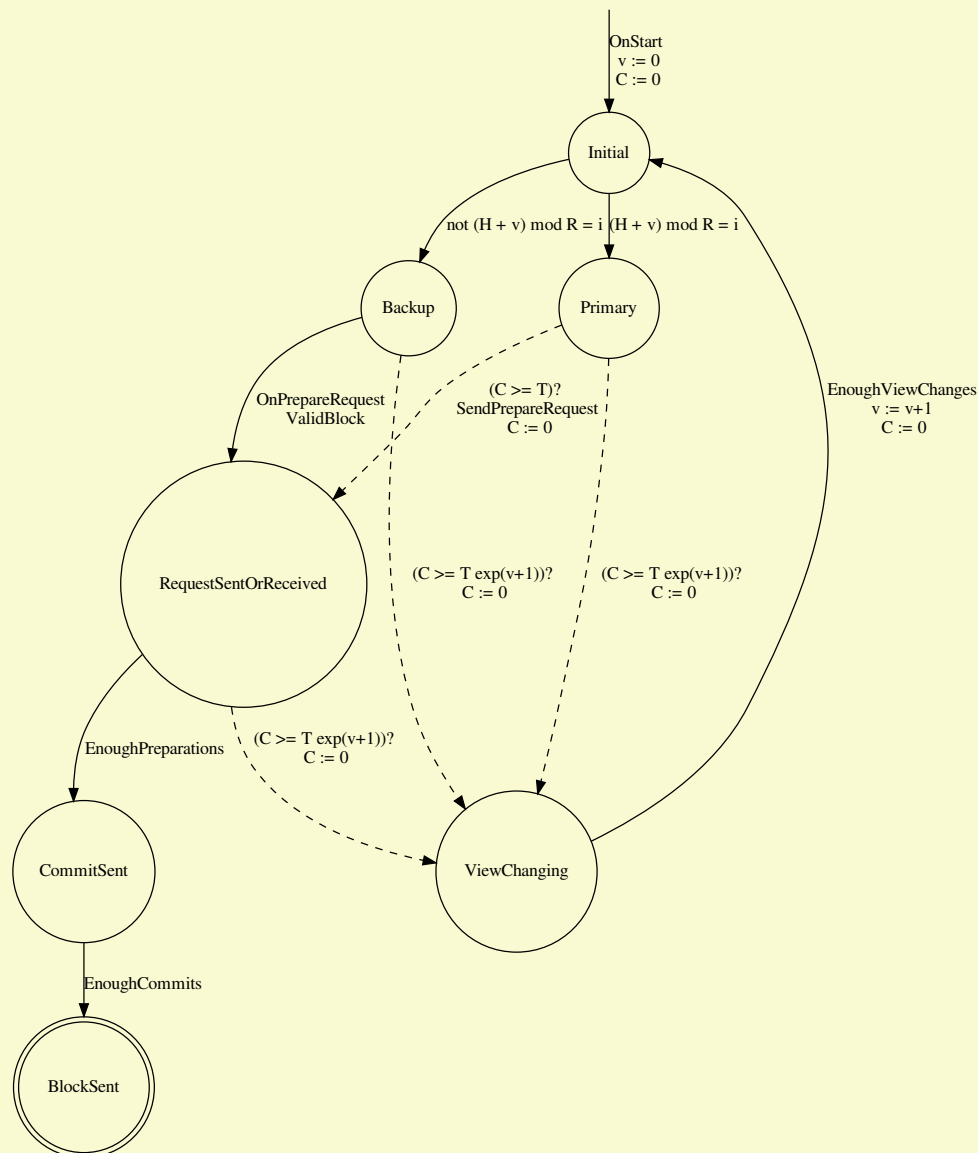 OnStart
v := 0
C := 0
Initial
not (H + v) mod R = i
(H + v) mod R = i
Backup
Primary
OnPrepareRequest
ValidBlock
(C >= T)?
SendPrepareRequest
C := 0
EnoughViewChanges
v := v+1
C := 0
RequestSentOrReceived
(C >= T exp(v+1))?
C := 0
(C >= T exp(v+1))?
C := 0
EnoughPreparations
(C >= T exp(v+1))?
C := 0
CommitSent
ViewChanging
EnoughCommits
BlockSent